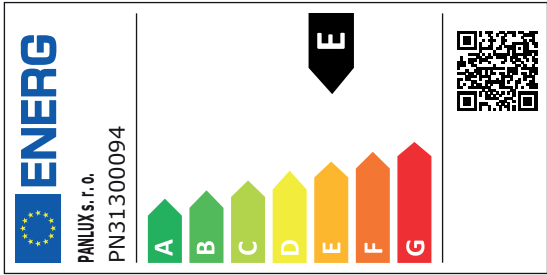 ENERG
PANLUX s. r. o.
PN31300094
A
B
C
D
E
F
G
E